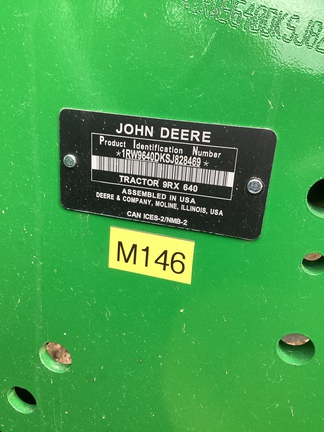 JOHN DEERE
Product Identification Number
*1RW9640DKSJ828469*
TRACTOR 9RX 640
ASSEMBLED IN USA
DEERE & COMPANY, MOLINE, ILLINOIS, USA
CAN ICES-2/NMB-2
M146